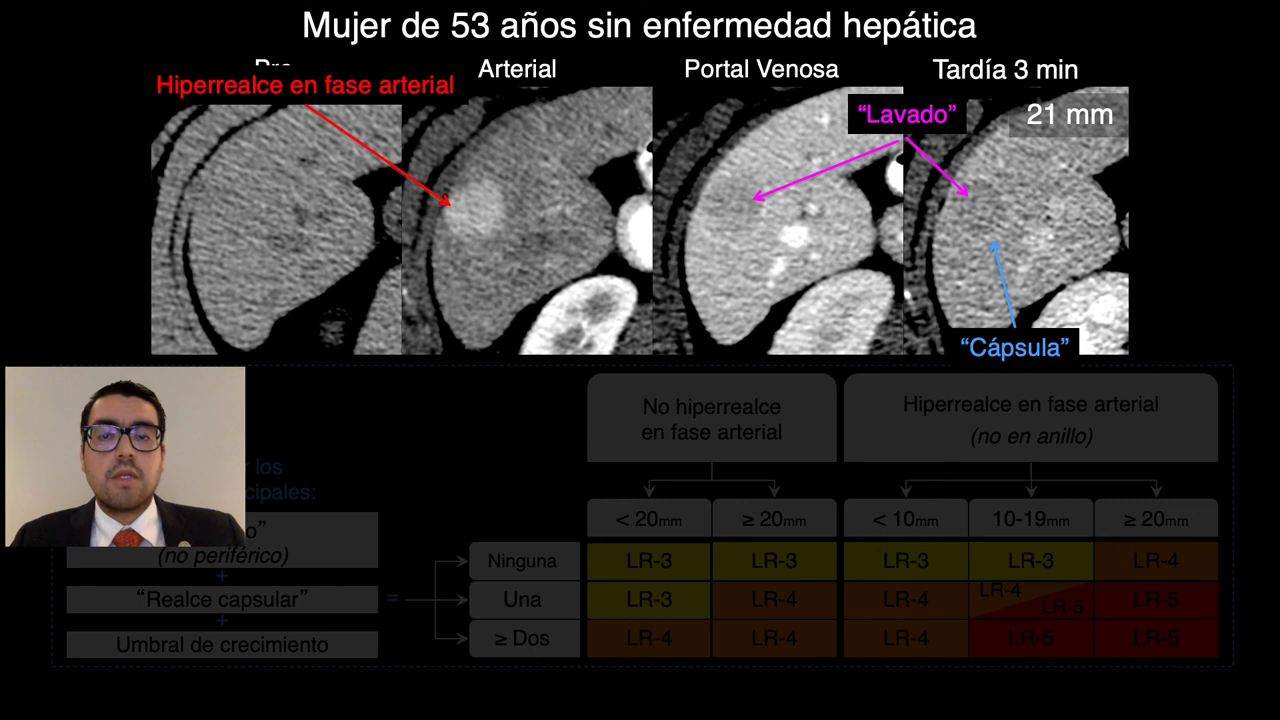 Mujer de 53 años sin enfermedad hepática
Arterial
Portal Venosa
Tardía 3 min
Hiperrealce en fase arterial
“Lavado”
21 mm
“Cápsula”
No hiperrealce
en fase arterial
Hiperrealce en fase arterial
(no en anillo)
los
< 20mm
≥ 20mm
< 10mm
10-19mm
≥ 20mm
(no periférico)
+
“Realce capsular”
+
Umbral de crecimiento
=
Ninguna
LR-3
LR-3
LR-3
LR-3
LR-4
Una
LR-3
LR-4
LR-4
LR-4
LR-5
LR-5
≥ Dos
LR-4
LR-4
LR-4
LR-5
LR-5